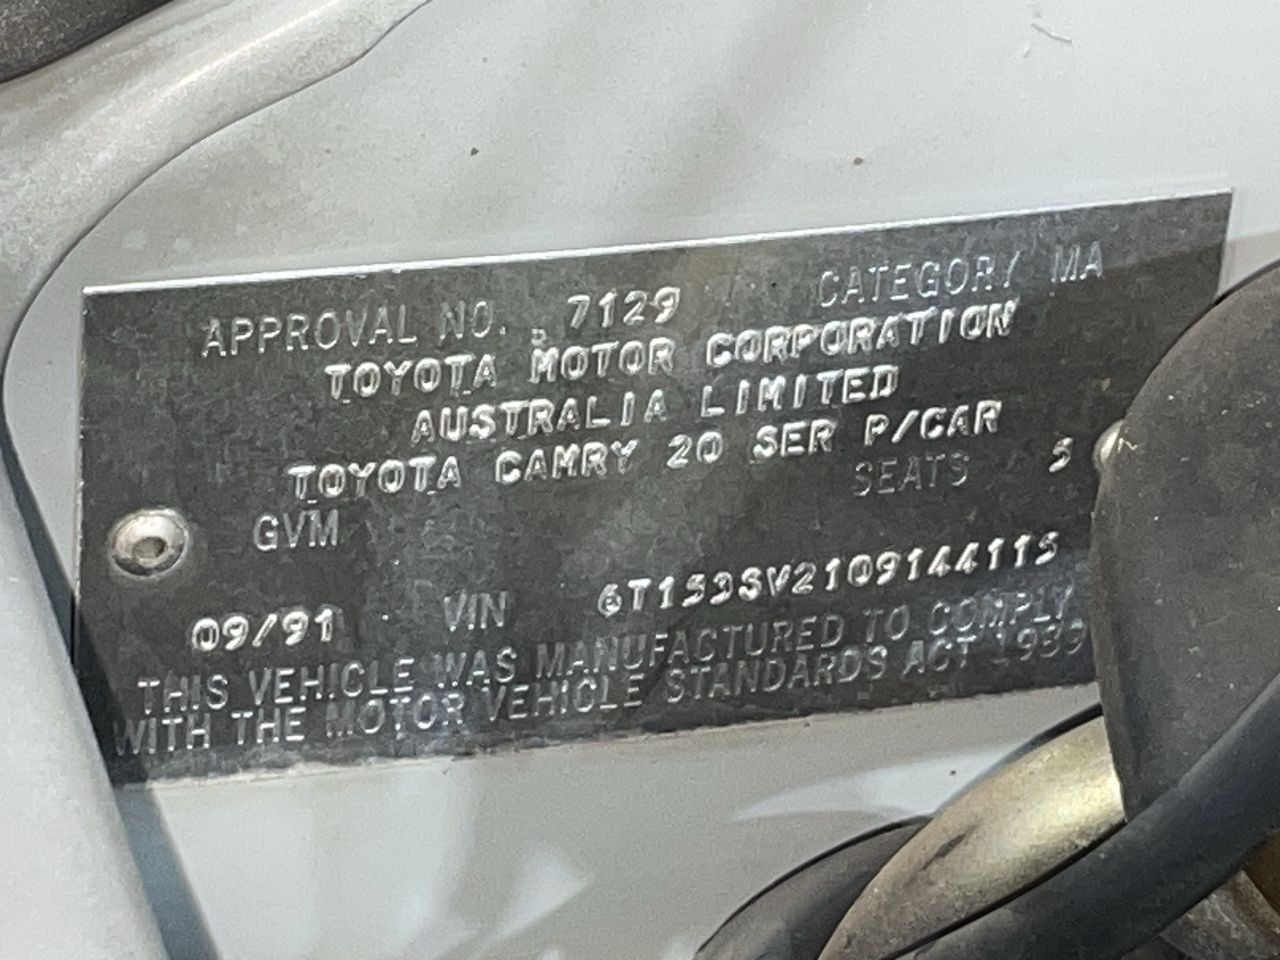 APPROVAL NO. 7129 CATEGORY MA
TOYOTA MOTOR CORPORATION
AUSTRALIA LIMITED
TOYOTA CAMRY 20 SER P/CAR
SEATS 5
GVM
09/91 VIN 6T153SV2109144115
THIS VEHICLE WAS MANUFACTURED TO COMPLY
WITH THE MOTOR VEHICLE STANDARDS ACT 1989